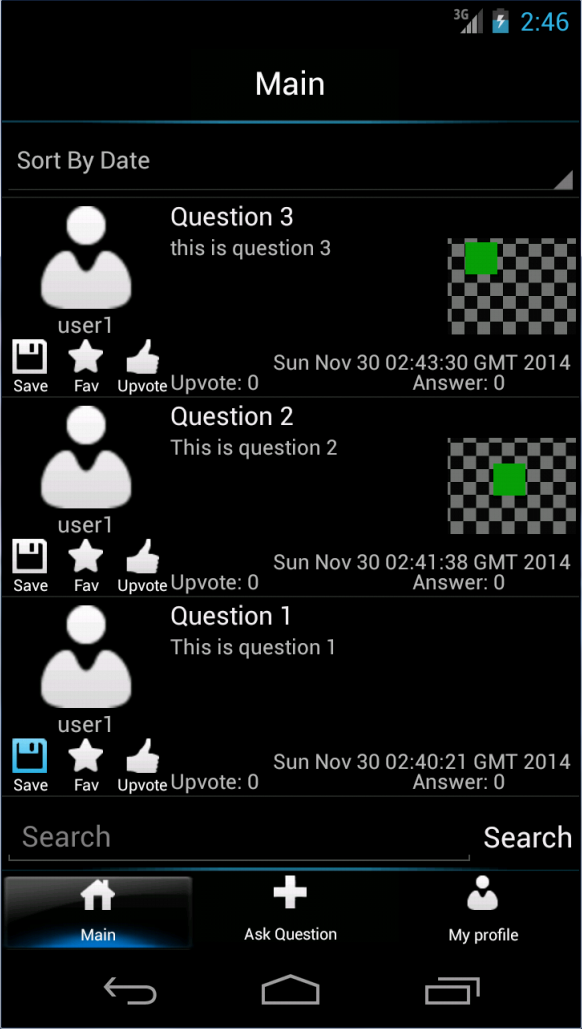 3G 2:46
Main
Sort By Date
Question 3
this is question 3
user1
Sun Nov 30 02:43:30 GMT 2014
Save Fav Upvote Upvote: 0 Answer: 0
Question 2
This is question 2
user1
Sun Nov 30 02:41:38 GMT 2014
Save Fav Upvote Upvote: 0 Answer: 0
Question 1
This is question 1
user1
Sun Nov 30 02:40:21 GMT 2014
Save Fav Upvote Upvote: 0 Answer: 0
Search Search
Main Ask Question My profile